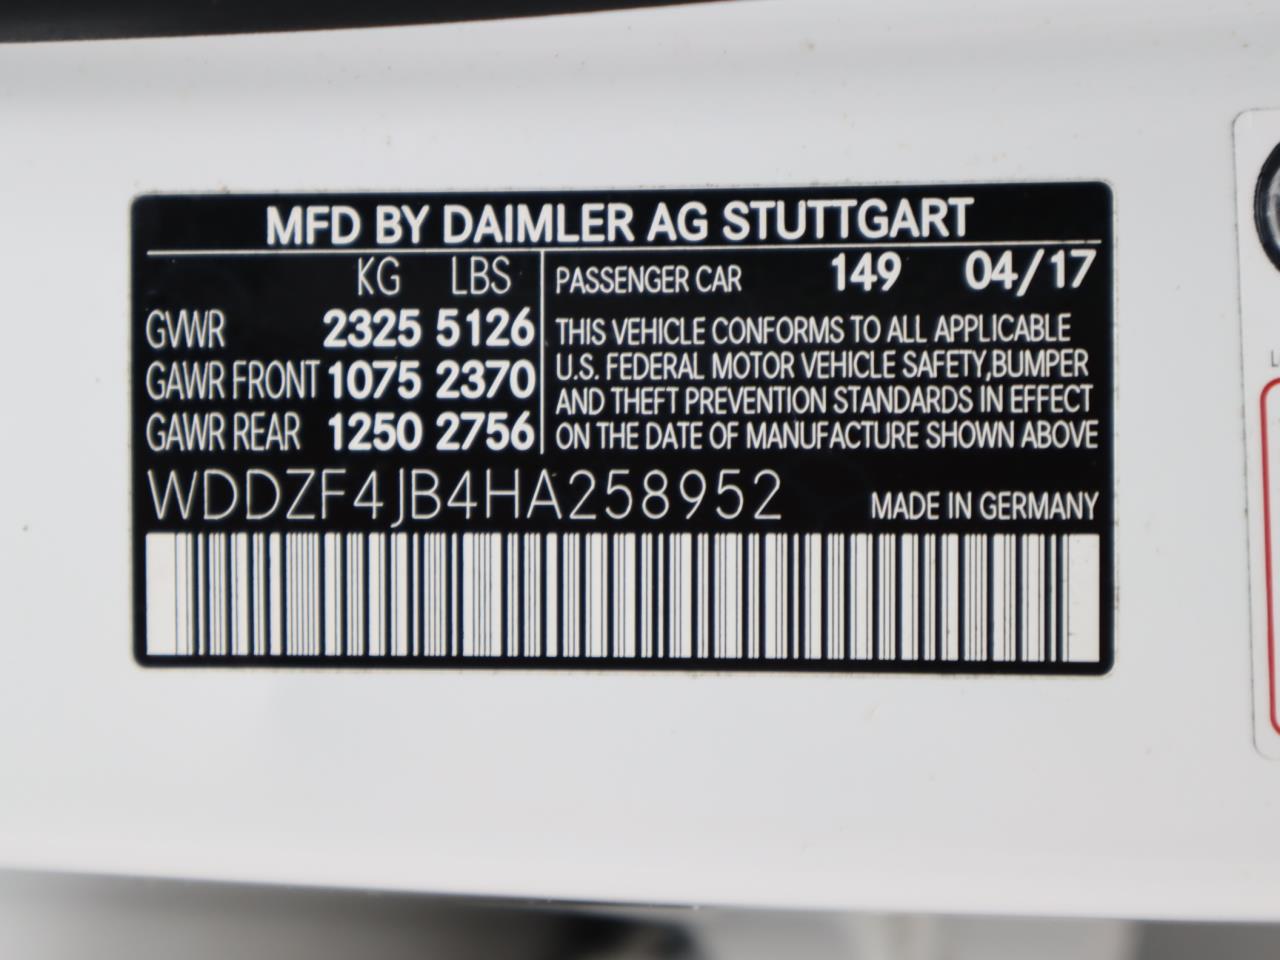 MFD BY DAIMLER AG STUTTGART
KG LBS
GVWR 2325 5126
GAWR FRONT 1075 2370
GAWR REAR 1250 2756
PASSENGER CAR 149 04/17
THIS VEHICLE CONFORMS TO ALL APPLICABLE
U.S. FEDERAL MOTOR VEHICLE SAFETY,BUMPER
AND THEFT PREVENTION STANDARDS IN EFFECT
ON THE DATE OF MANUFACTURE SHOWN ABOVE
WDDZF4JB4HA258952
MADE IN GERMANY